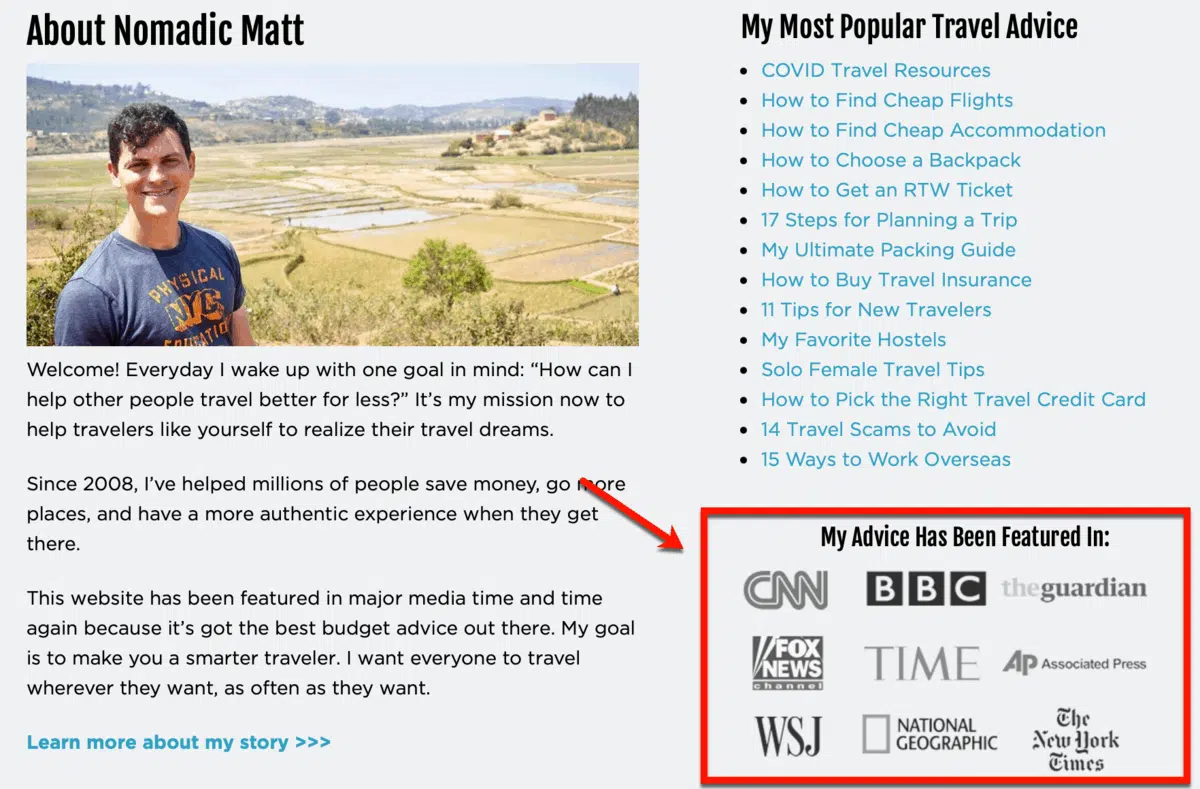 About Nomadic Matt
PHYSICAL
NYC
EDUCATION
Welcome! Everyday I wake up with one goal in mind: “How can I
help other people travel better for less?” It’s my mission now to
help travelers like yourself to realize their travel dreams.
Since 2008, I’ve helped millions of people save money, go more
places, and have a more authentic experience when they get
there.
This website has been featured in major media time and time
again because it’s got the best budget advice out there. My goal
is to make you a smarter traveler. I want everyone to travel
wherever they want, as often as they want.
Learn more about my story >>>
My Most Popular Travel Advice
COVID Travel Resources
How to Find Cheap Flights
How to Find Cheap Accommodation
How to Choose a Backpack
How to Get an RTW Ticket
17 Steps for Planning a Trip
My Ultimate Packing Guide
How to Buy Travel Insurance
11 Tips for New Travelers
My Favorite Hostels
Solo Female Travel Tips
How to Pick the Right Travel Credit Card
14 Travel Scams to Avoid
15 Ways to Work Overseas
My Advice Has Been Featured In:
CNN BBC theguardian
FOX
NEWS
channel
TIME
AP Associated Press
WSJ
NATIONAL
GEOGRAPHIC
The
New York
Times